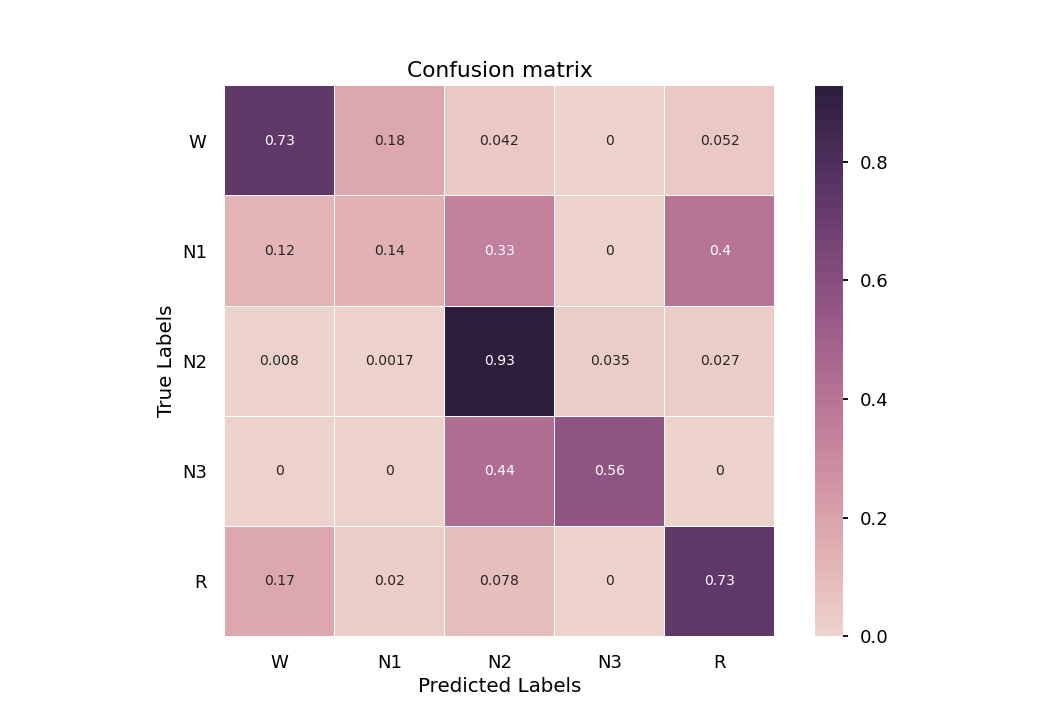 Confusion matrix
W 0.73 0.18 0.042 0 0.052
N1 0.12 0.14 0.33 0 0.4
N2 0.008 0.0017 0.93 0.035 0.027
N3 0 0 0.44 0.56 0
R 0.17 0.02 0.078 0 0.73
W N1 N2 N3 R
Predicted Labels
True Labels
0.8
0.6
0.4
0.2
0.0